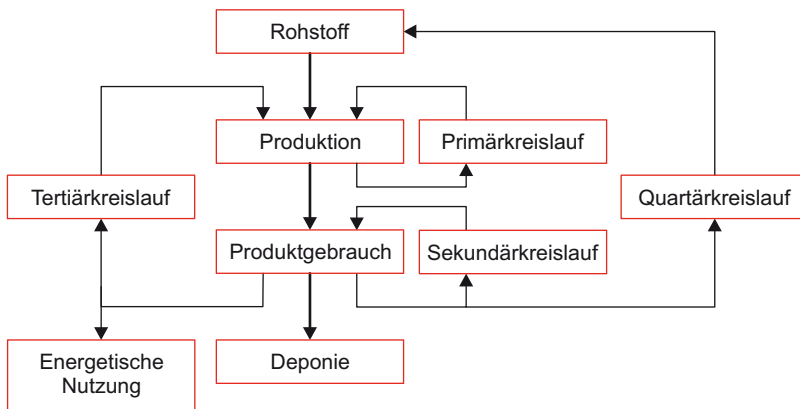 Rohstoff
Produktion
Primärkreislauf
Tertiärkreislauf
Quartärkreislauf
Produktgebrauch
Sekundärkreislauf
Energetische
Nutzung
Deponie